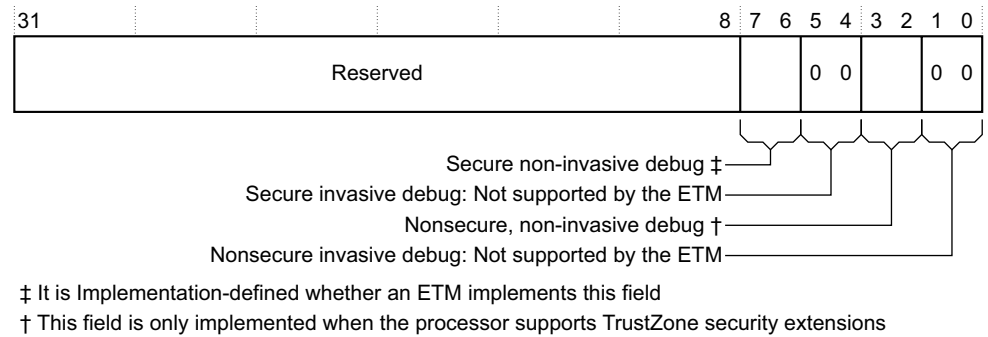 31 8 7 6 5 4 3 2 1 0
Reserved 0 0 0 0
Secure non-invasive debug ‡
Secure invasive debug: Not supported by the ETM
Nonsecure, non-invasive debug †
Nonsecure invasive debug: Not supported by the ETM
‡ It is Implementation-defined whether an ETM implements this field
† This field is only implemented when the processor supports TrustZone security extensions